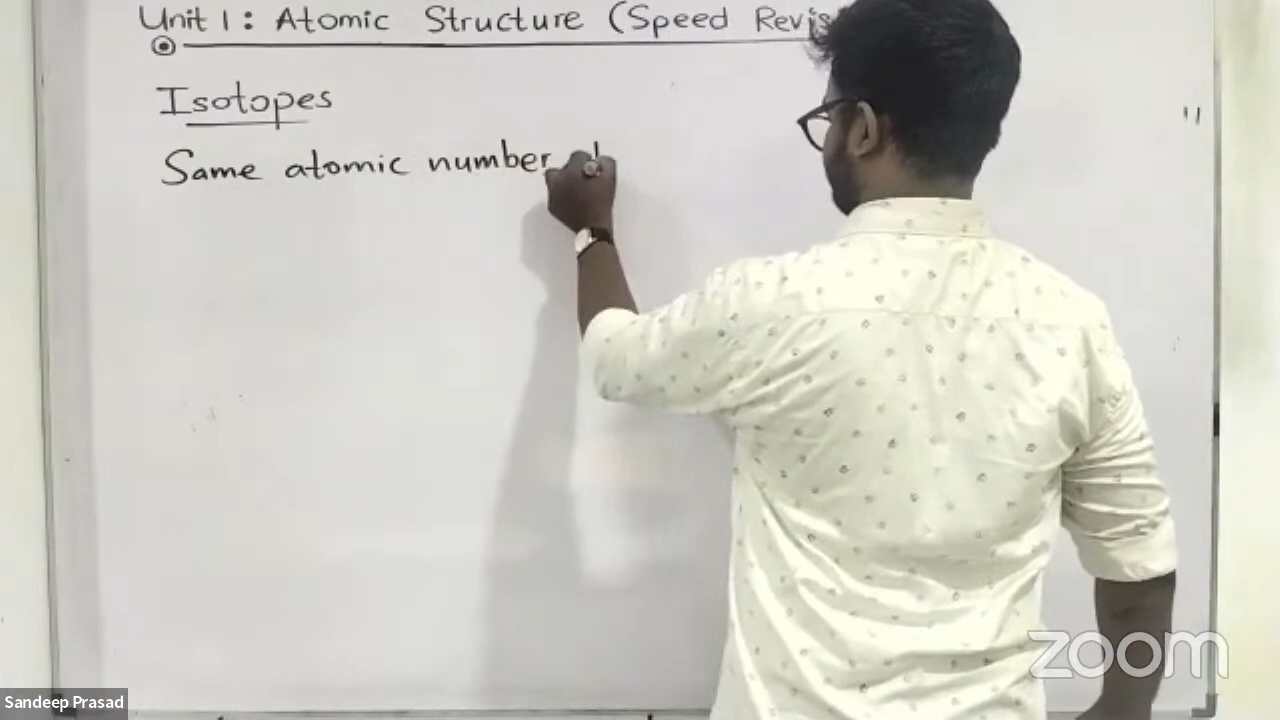 Unit 1: Atomic Structure (Speed Revis
Isotopes
Same atomic number
zoom
Sandeep Prasad